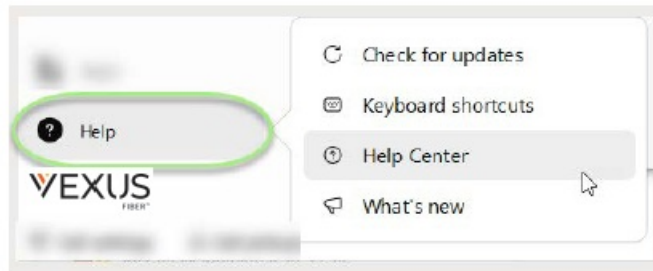 Help
VEXUS
FIBER
Check for updates
Keyboard shortcuts
Help Center
What's new